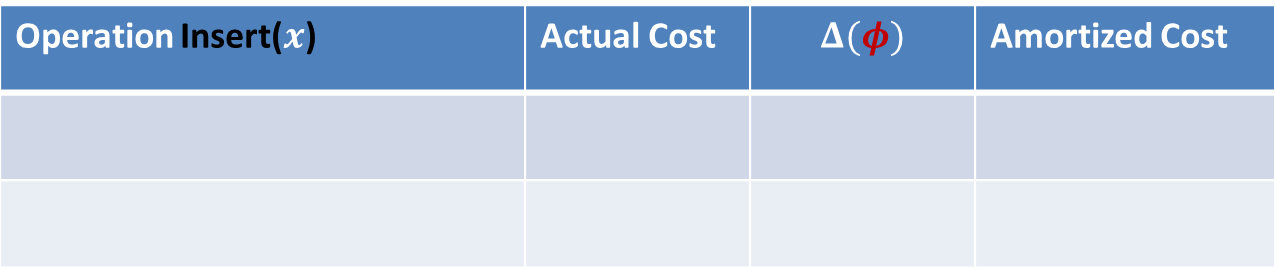 Operation Insert(𝑥) Actual Cost Δ(𝝓) Amortized Cost